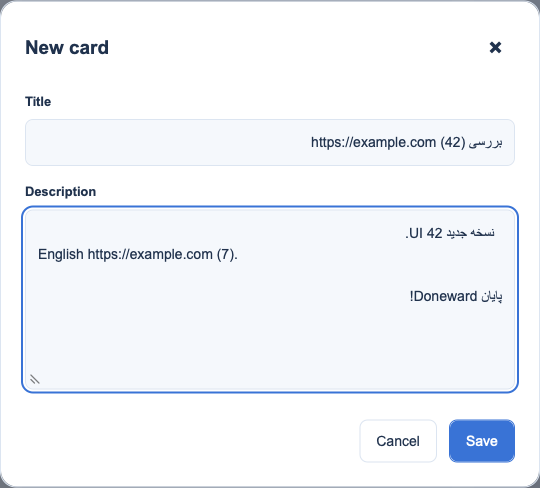 New card
Title
بررسی https://example.com (42)
Description
نسخه جدید UI 42.
English https://example.com (7).
پایان Doneward!
Cancel
Save